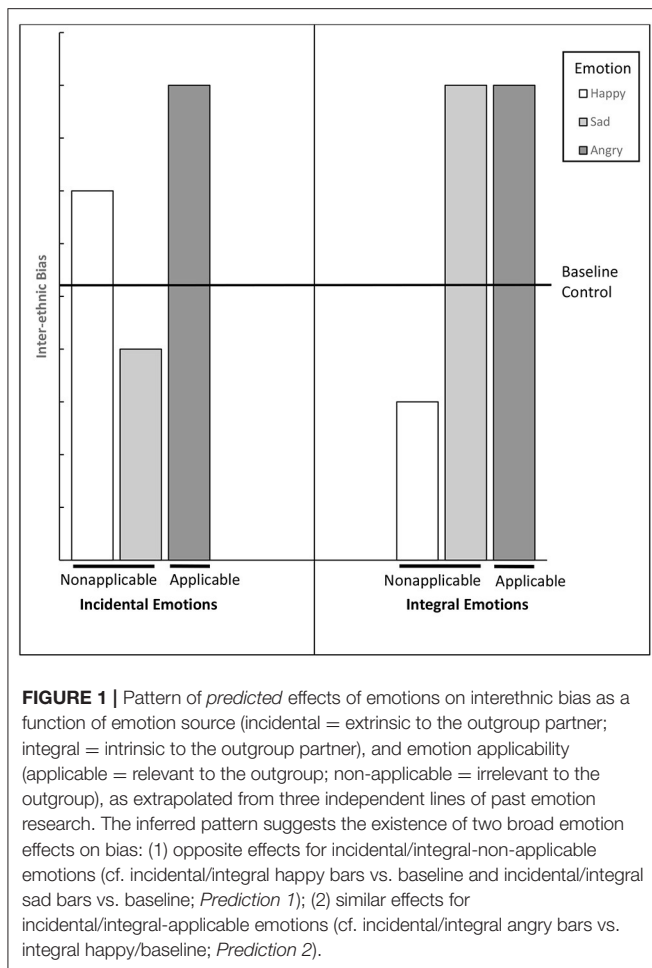 Emotion
Happy
Sad
Angry
Inter-ethnic Bias
Baseline
Control
Nonapplicable Applicable
Incidental Emotions
Nonapplicable Applicable
Integral Emotions
FIGURE 1 | Pattern of predicted effects of emotions on interethnic bias as a
function of emotion source (incidental = extrinsic to the outgroup partner;
integral = intrinsic to the outgroup partner), and emotion applicability
(applicable = relevant to the outgroup; non-applicable = irrelevant to the
outgroup), as extrapolated from three independent lines of past emotion
research. The inferred pattern suggests the existence of two broad emotion
effects on bias: (1) opposite effects for incidental/integral-non-applicable
emotions (cf. incidental/integral happy bars vs. baseline and incidental/integral
sad bars vs. baseline; Prediction 1); (2) similar effects for
incidental/integral-applicable emotions (cf. incidental/integral angry bars vs.
integral happy/baseline; Prediction 2).